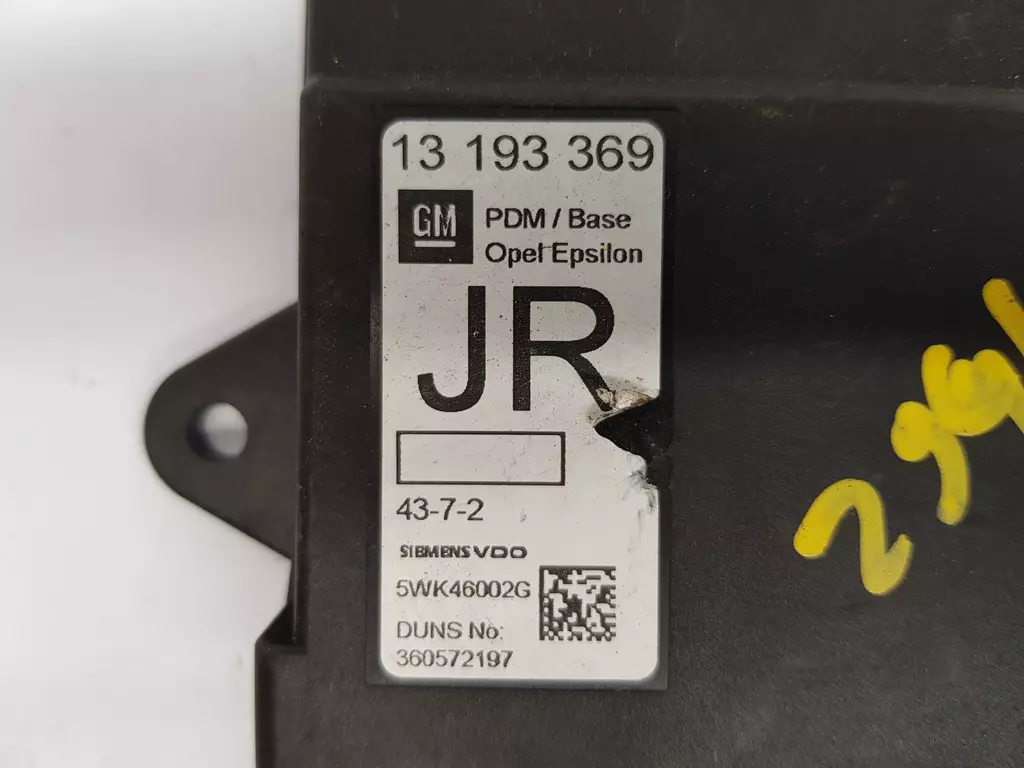 13 193 369
GM
PDM / Base
Opel Epsilon
JR
43-7-2
SIEMENS VDO
5WK46002G
DUNS No:
360572197